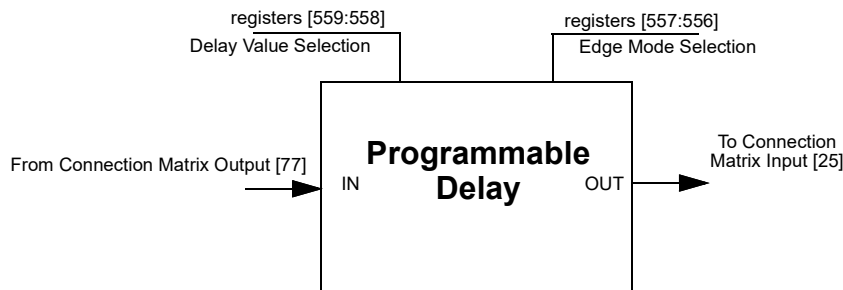 registers [559:558]
Delay Value Selection
registers [557:556]
Edge Mode Selection
From Connection Matrix Output [77]
IN
Programmable
Delay
OUT
To Connection
Matrix Input [25]